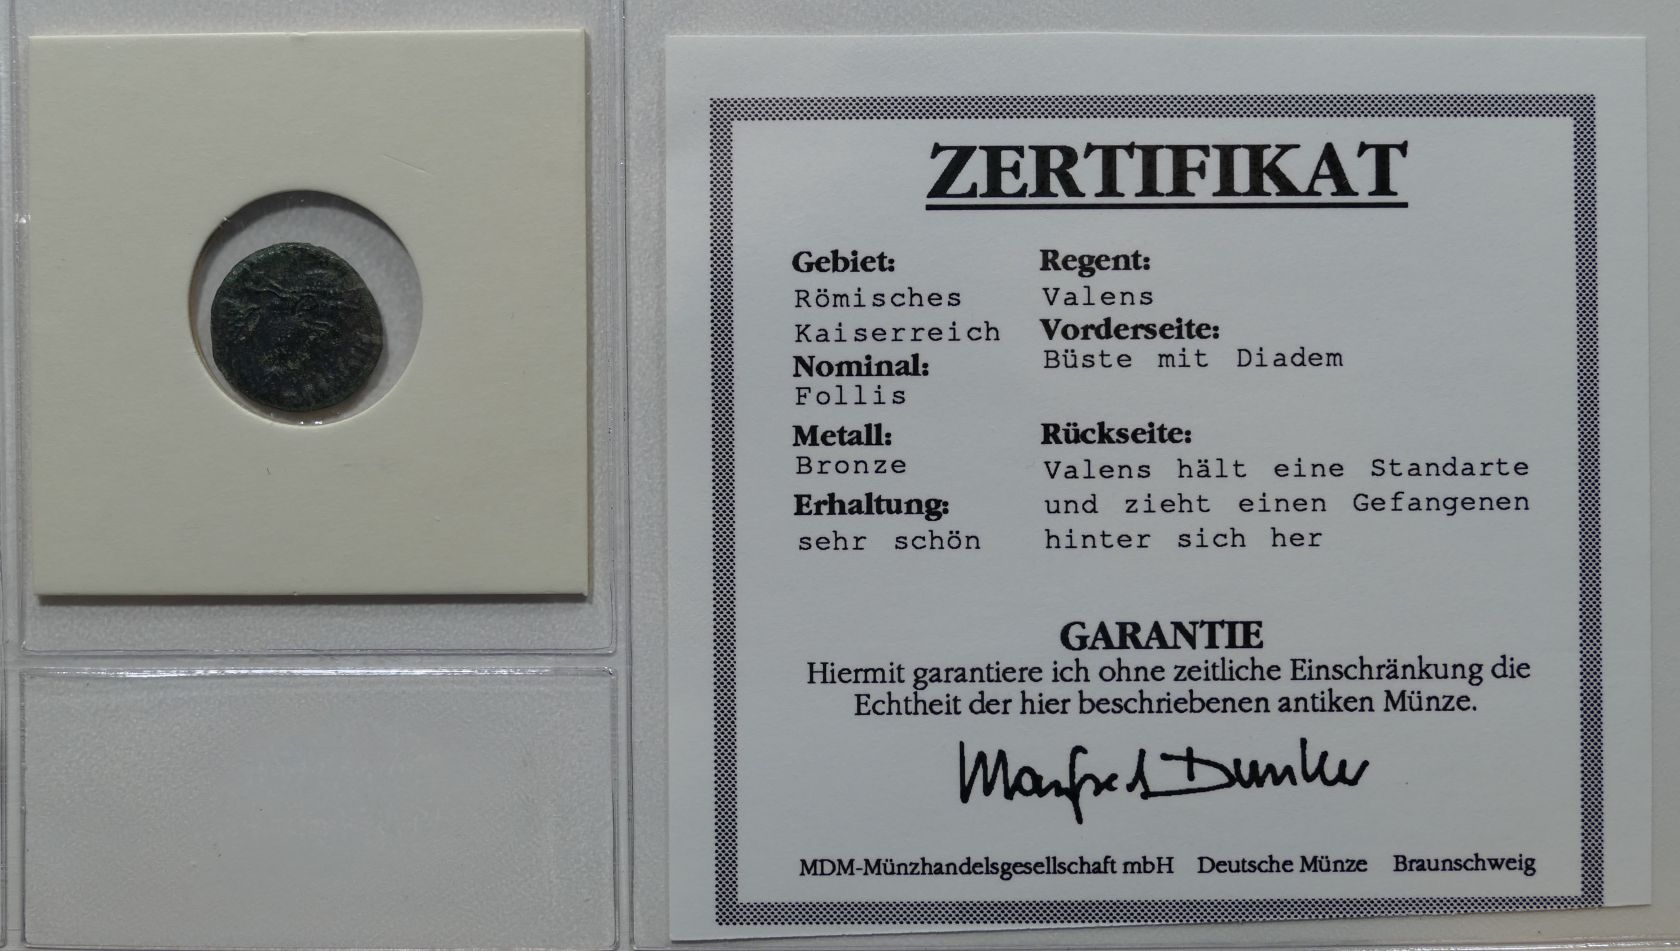 ZERTIFIKAT
Gebiet:
Römisches
Kaiserreich
Nominal:
Follis
Metall:
Bronze
Erhaltung:
sehr schön
Regent:
Valens
Vorderseite:
Büste mit Diadem
Rückseite:
Valens hält eine Standarte
und zieht einen Gefangenen
hinter sich her
GARANTIE
Hiermit garantiere ich ohne zeitliche Einschränkung die
Echtheit der hier beschriebenen antiken Münze.
Manfred Dunker
MDM-Münzhandelsgesellschaft mbH Deutsche Münze Braunschweig